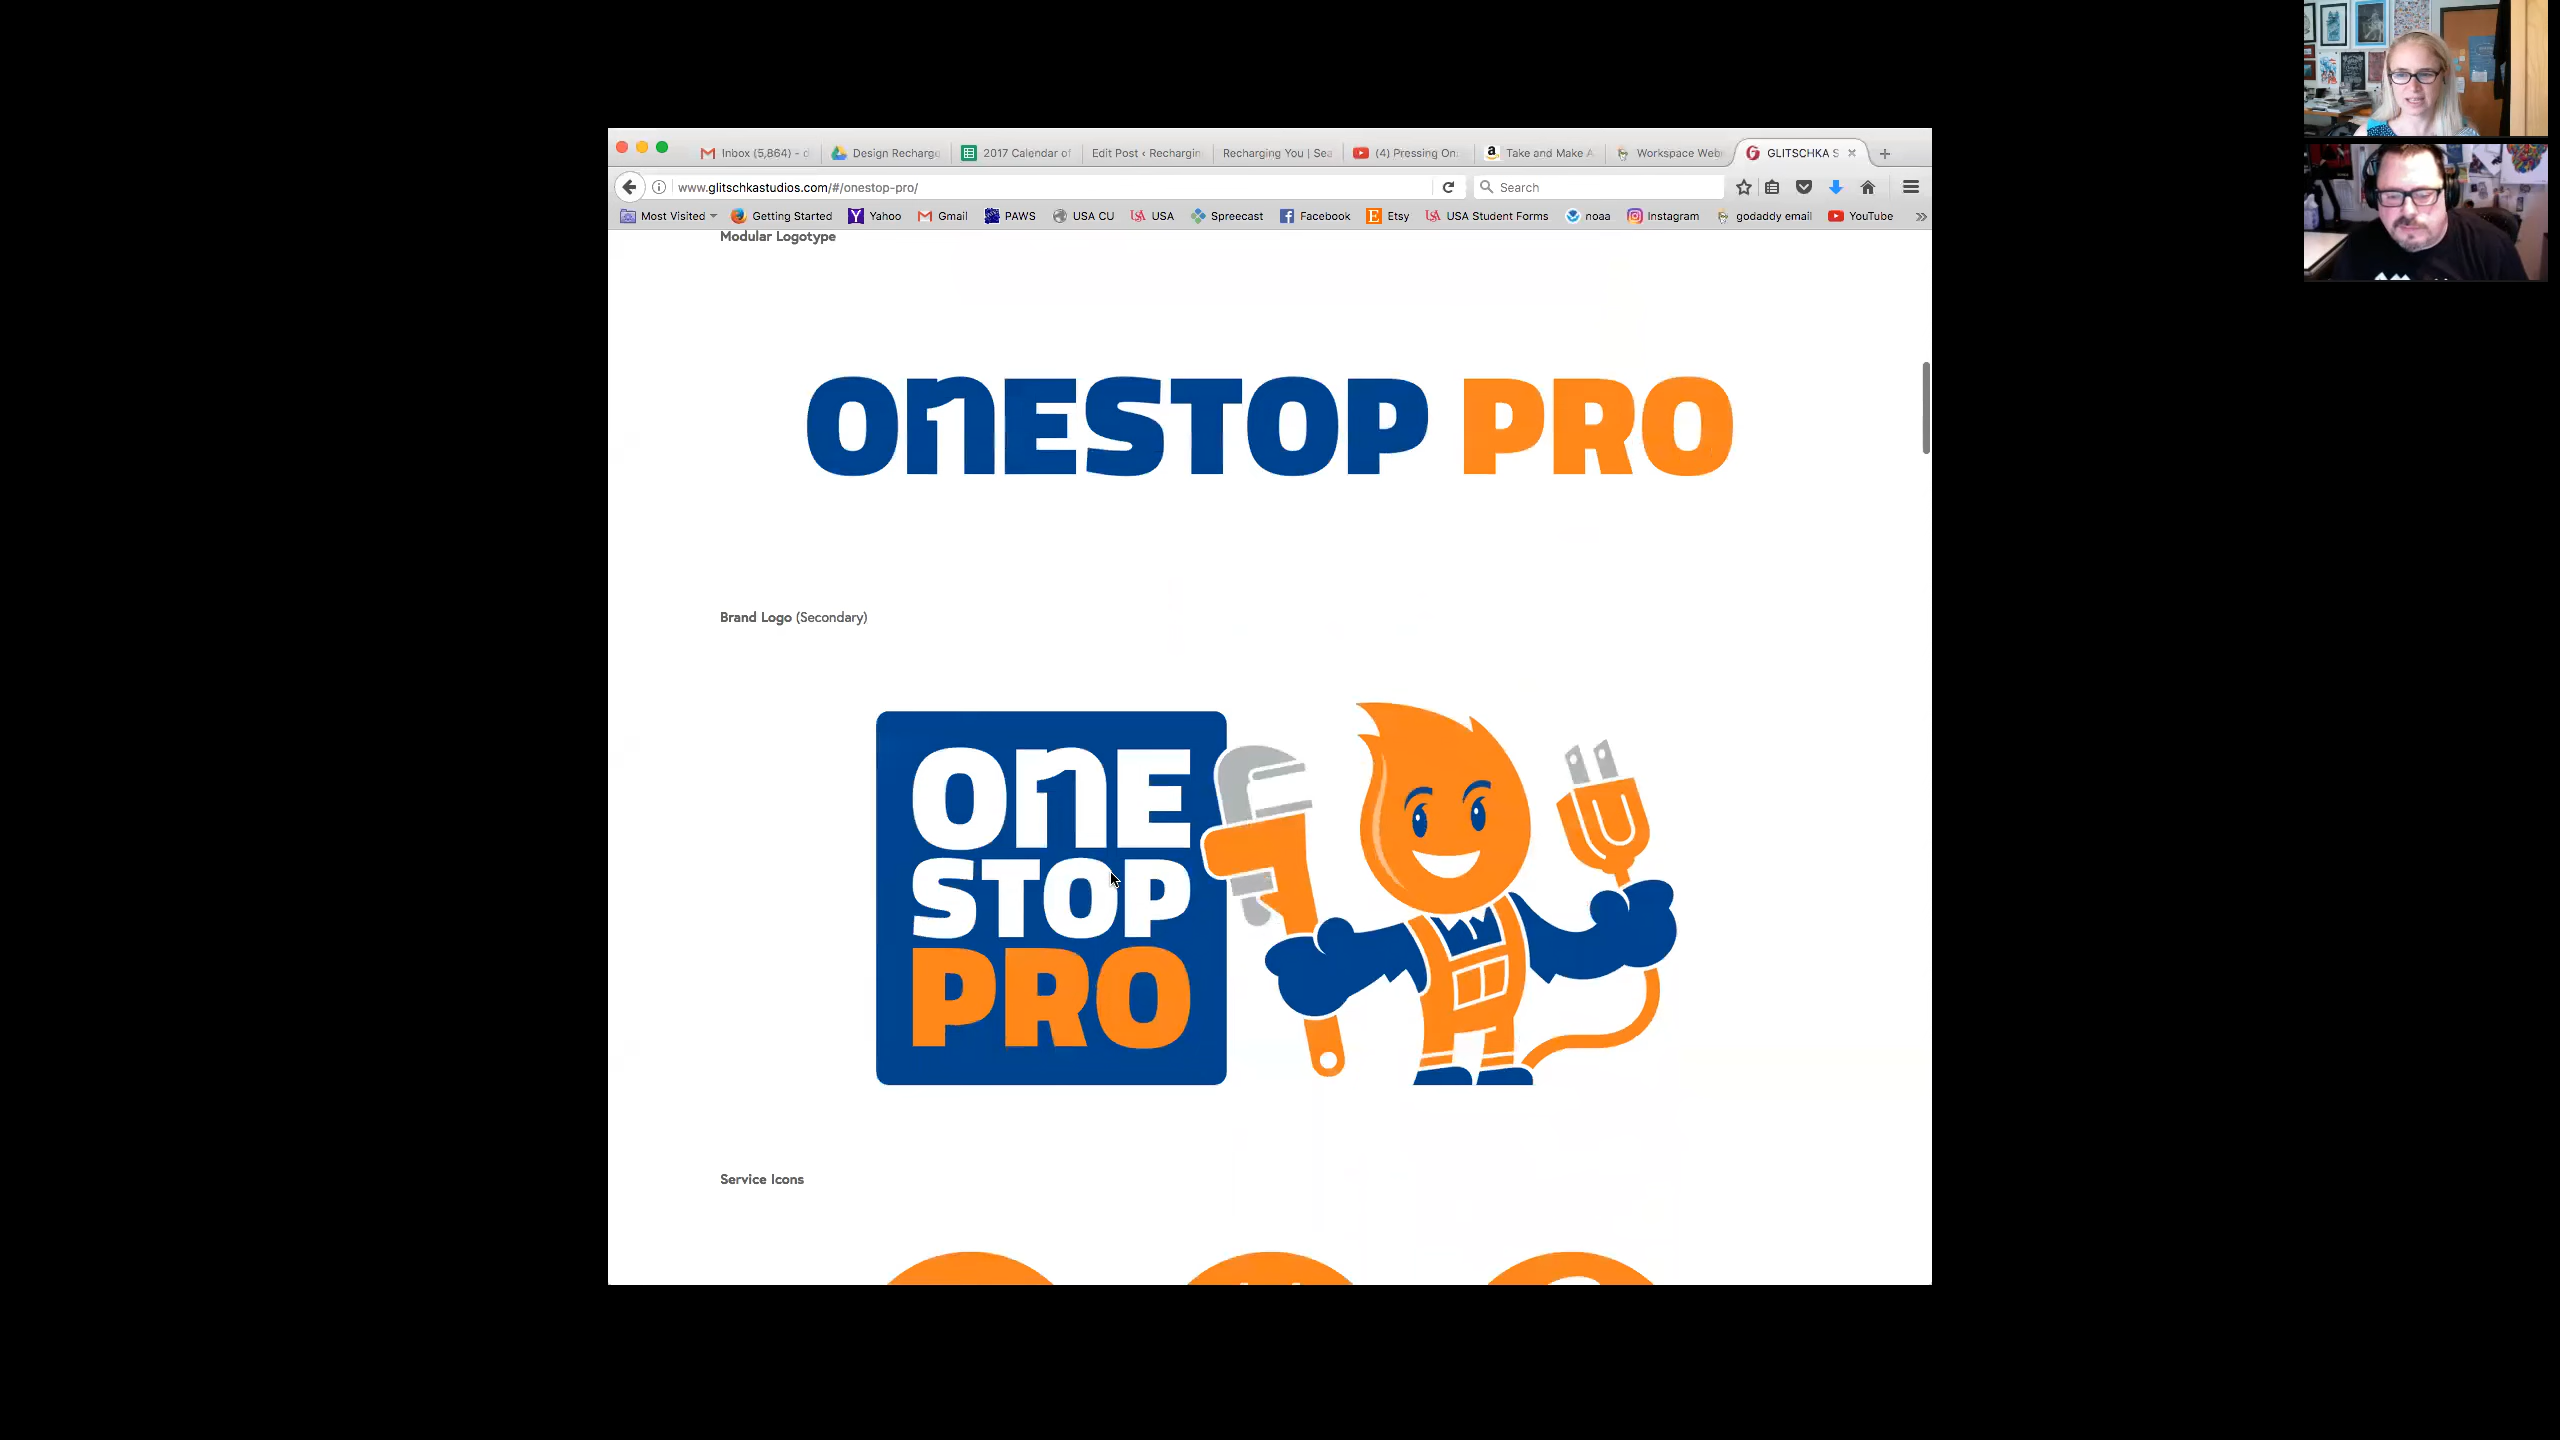 Inbox (5,864) - d
Design Recharge
2017 Calendar of
Edit Post ‹ Rechargin
Recharging You | Sea
(4) Pressing On:
Take and Make A
Workspace Webm
GLITSCHKA S
www.glitschkastudios.com/#/onestop-pro/
Search
Most Visited
Getting Started
Yahoo
Gmail
PAWS
USA CU
USA
Spreecast
Facebook
Etsy
USA Student Forms
noaa
Instagram
godaddy email
YouTube
Modular Logotype
ONESTOP PRO
Brand Logo (Secondary)
ONE
STOP
PRO
Service Icons